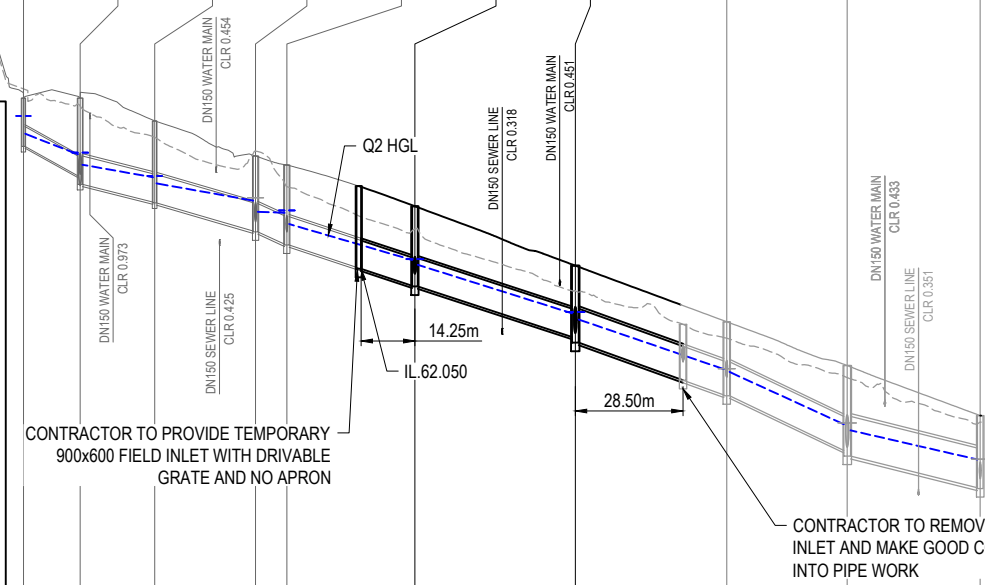 DN150 WATER MAIN
CLR 0.454
DN150 WATER MAIN
CLR 0.973
DN150 SEWER LINE
CLR 0.425
Q2 HGL
DN150 SEWER LINE
CLR 0.318
DN150 WATER MAIN
CLR 0.451
14.25m
IL.62.050
28.50m
DN150 WATER MAIN
CLR 0.433
DN150 SEWER LINE
CLR 0.351
CONTRACTOR TO PROVIDE TEMPORARY
900x600 FIELD INLET WITH DRIVABLE
GRATE AND NO APRON
CONTRACTOR TO REMOV
INLET AND MAKE GOOD C
INTO PIPE WORK